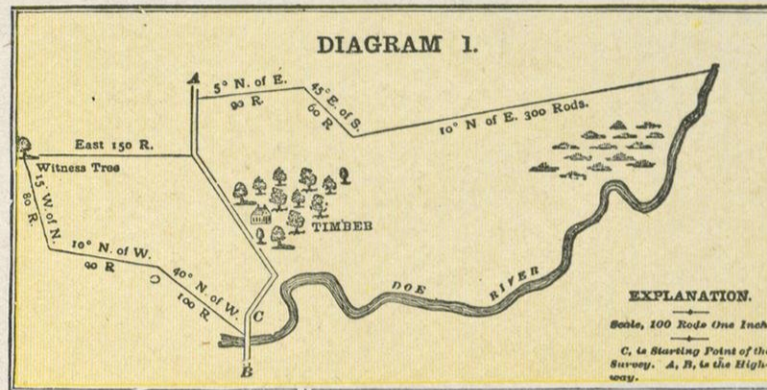 DIAGRAM 1.
A
5° N. of E.
90 R.
45° E. of S.
60 R
10° N of E. 300 Rods.
East 150 R.
Witness Tree
15° W. of N.
80 R.
TIMBER
10° N. of W.
90 R
C
40° N. of W.
100 R.
C
DOE RIVER
B
EXPLANATION.
Scale, 100 Rods One Inch
C, is Starting Point of the
Survey. A, B, is the High-
way.